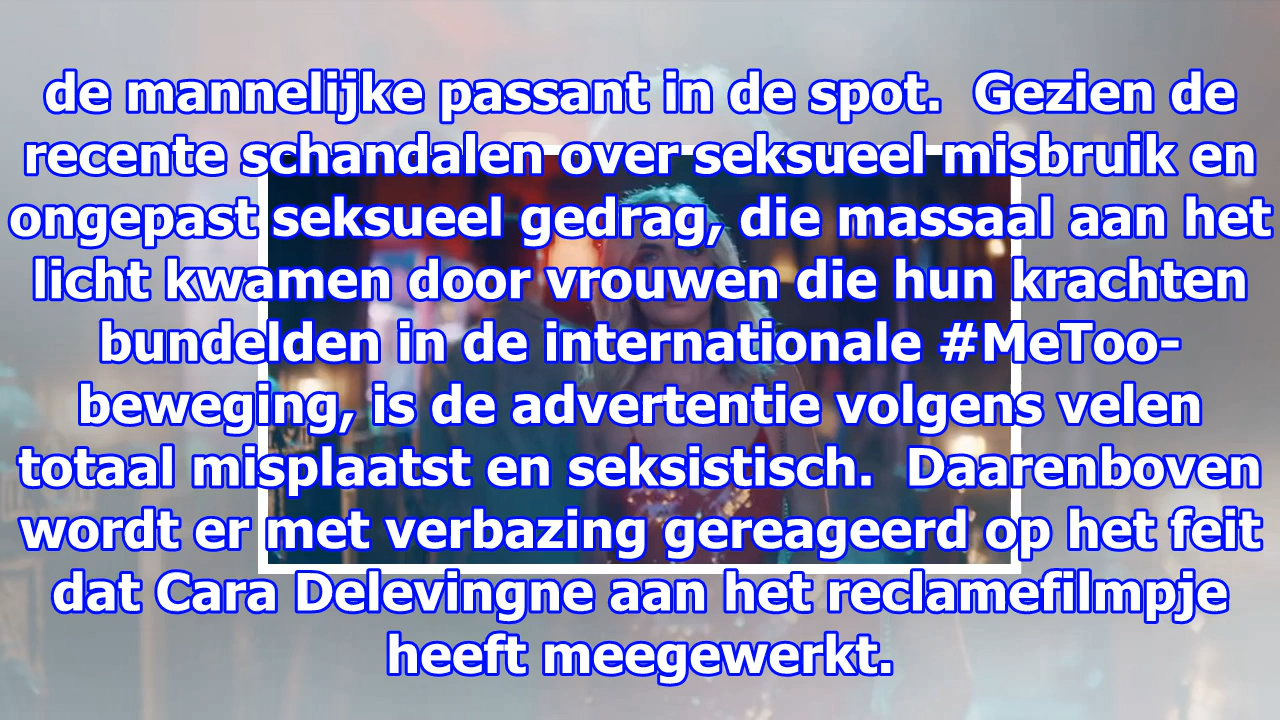 de mannelijke passant in de spot. Gezien de
recente schandalen over seksueel misbruik en
ongepast seksueel gedrag, die massaal aan het
licht kwamen door vrouwen die hun krachten
bundelden in de internationale #MeToo-
beweging, is de advertentie volgens velen
totaal misplaatst en seksistisch. Daarenboven
wordt er met verbazing gereageerd op het feit
dat Cara Delevingne aan het reclamefilmpje
heeft meegewerkt.